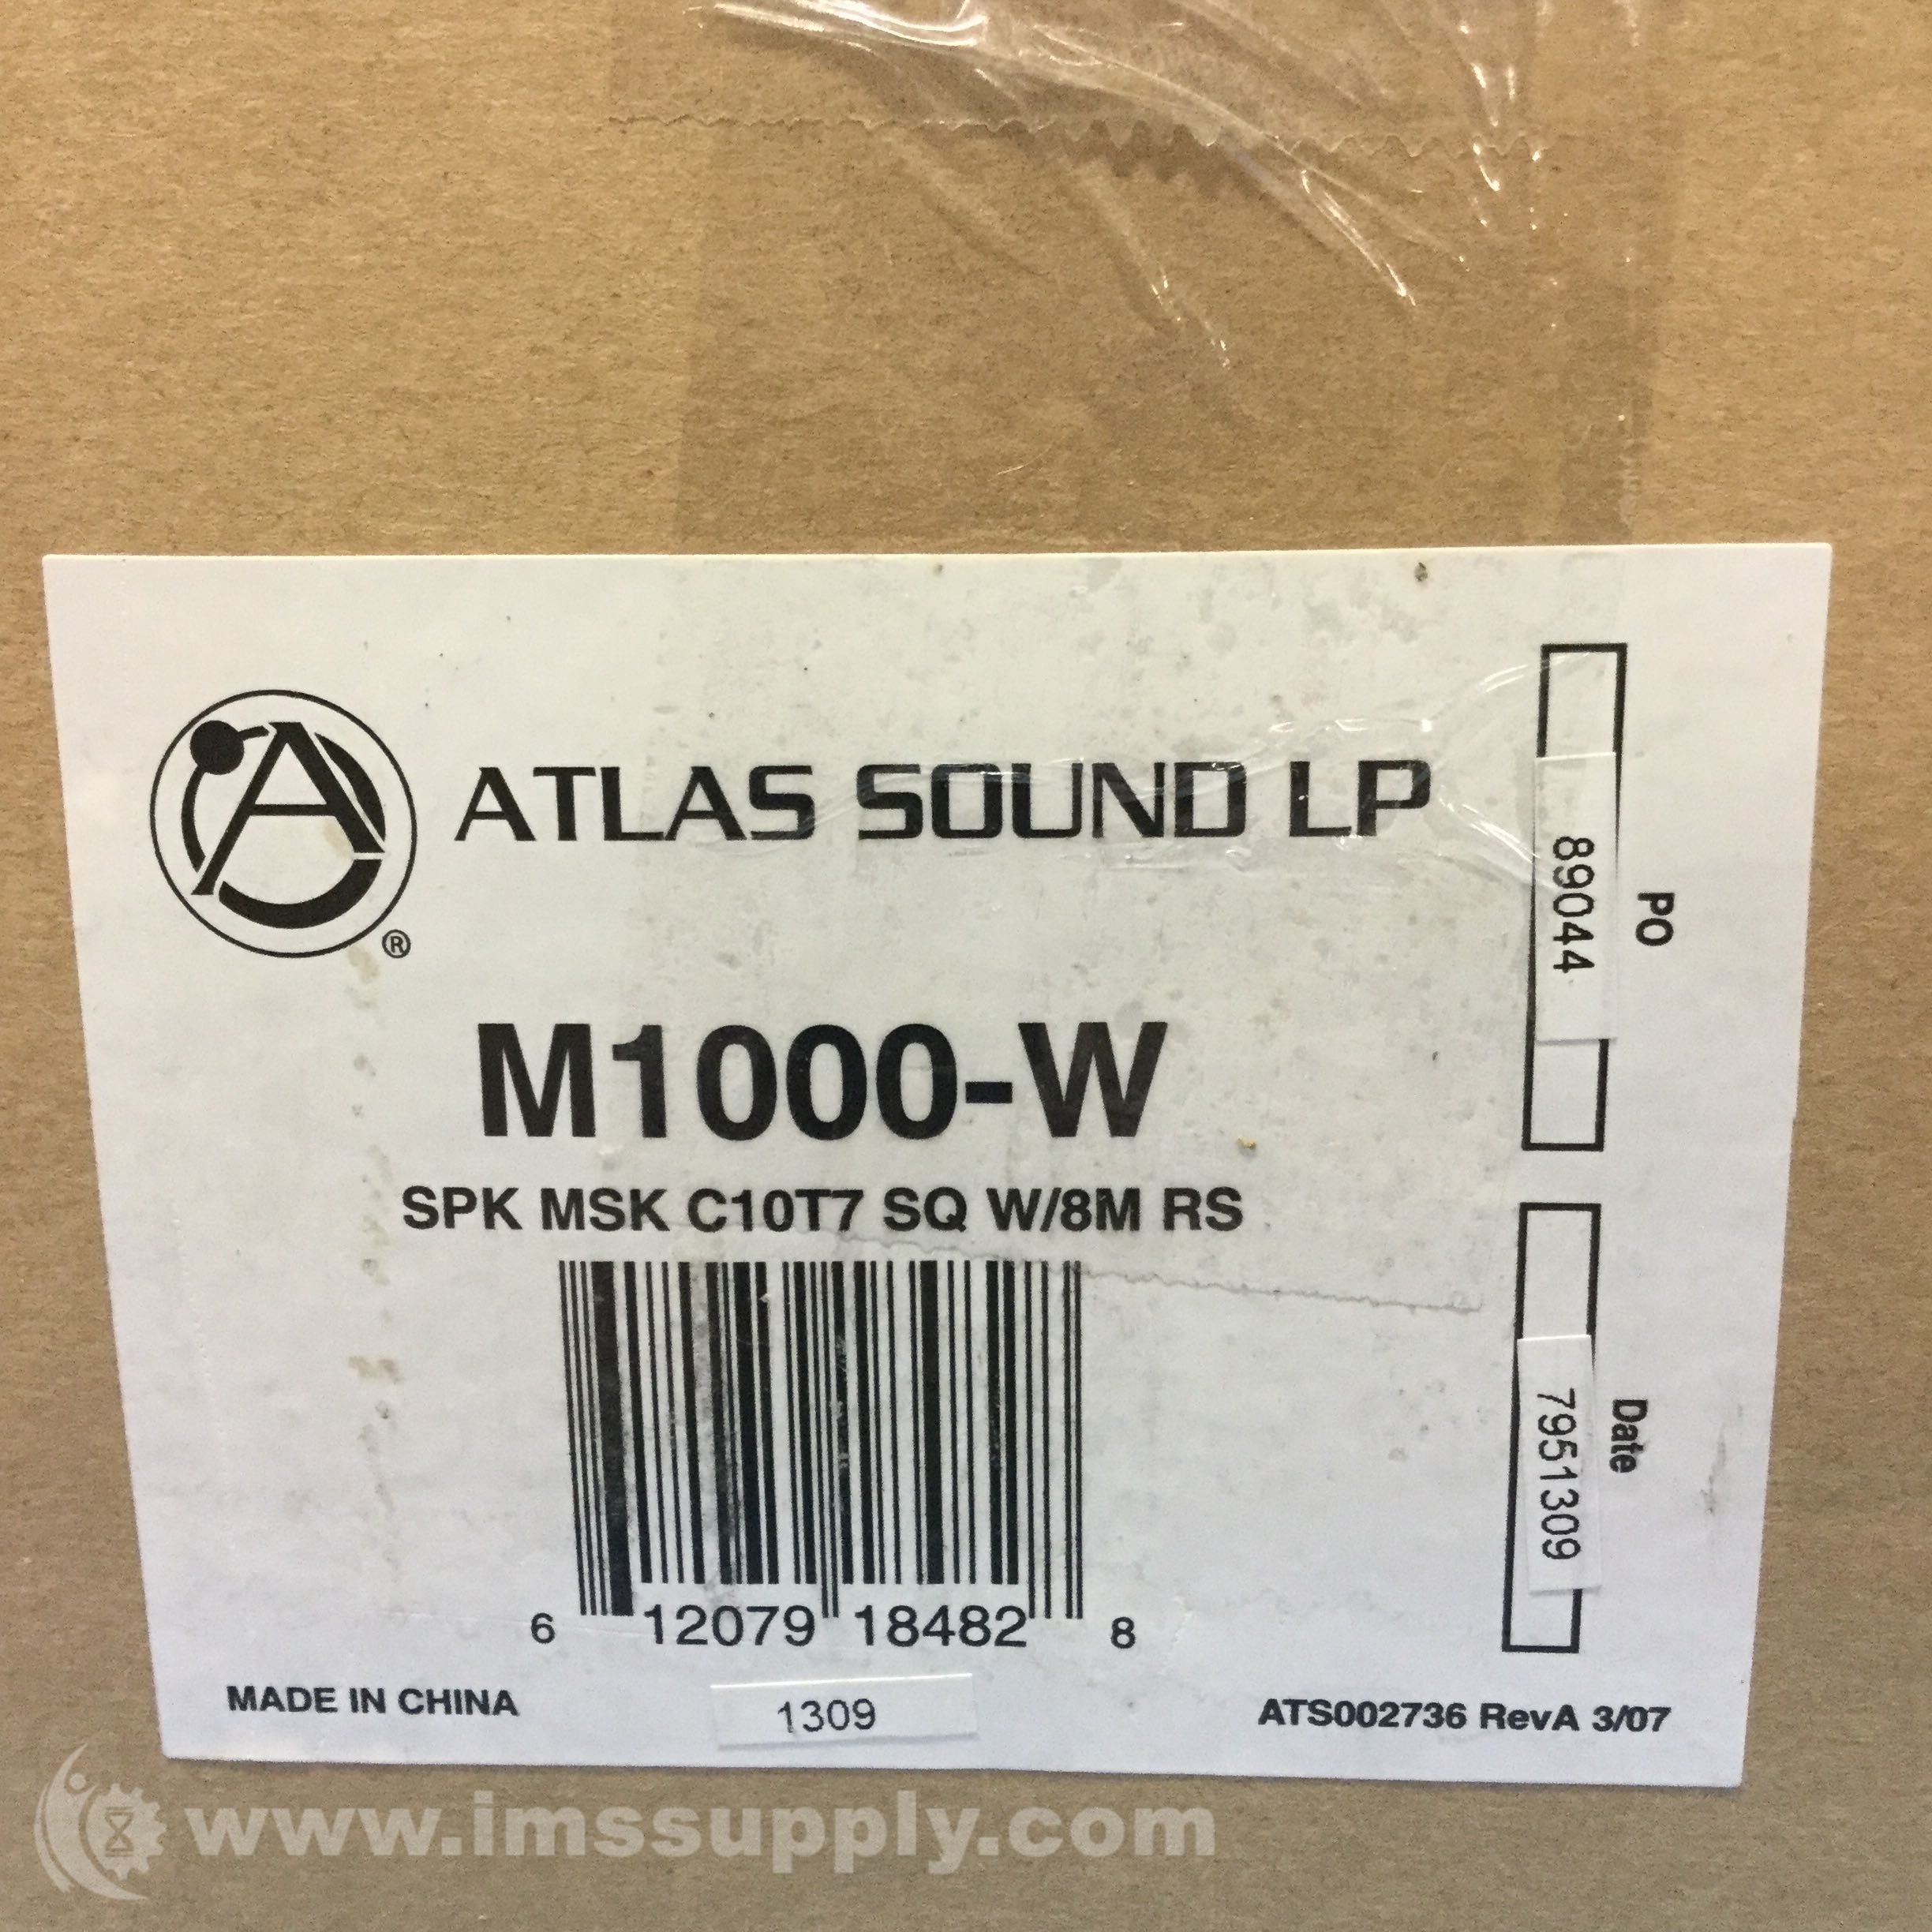 ATLAS SOUND LP
®
M1000-W
SPK MSK C10T7 SQ W/8M RS
6 12079 18482 8
MADE IN CHINA
1309
ATS002736 RevA 3/07
PO
89044
Date
7951309
www.imssupply.com